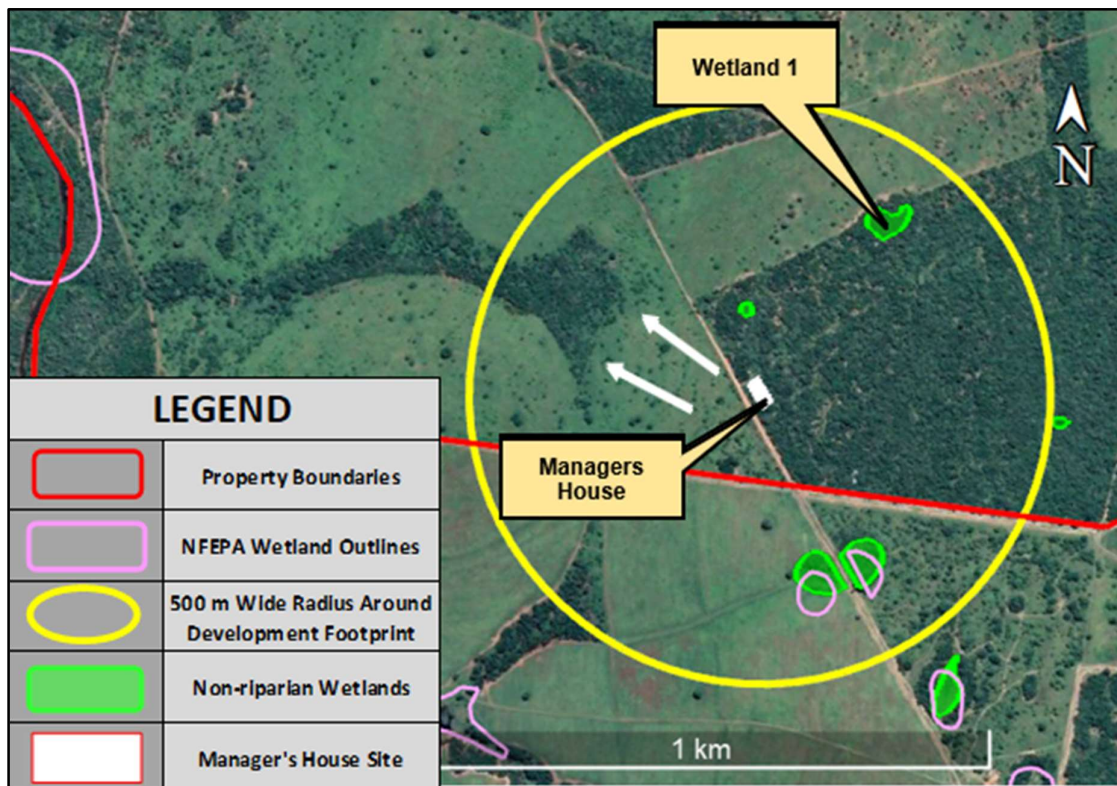 Wetland 1
N
Managers
House
LEGEND
Property Boundaries
NFEPA Wetland Outlines
500 m Wide Radius Around
Development Footprint
Non-riparian Wetlands
Manager's House Site
1 km